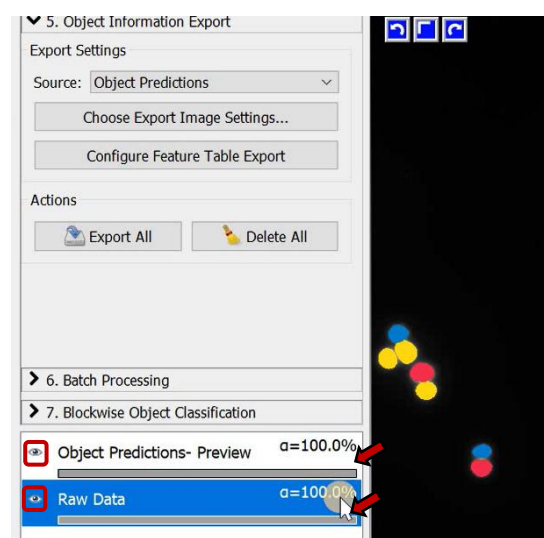 5. Object Information Export
Export Settings
Source: Object Predictions
Choose Export Image Settings...
Configure Feature Table Export
Actions
Export All Delete All
6. Batch Processing
7. Blockwise Object Classification
Object Predictions- Preview α=100.0%
Raw Data α=100.0%